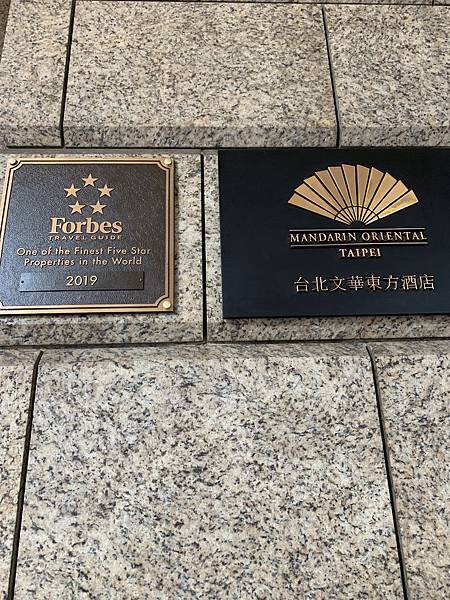 Forbes
TRAVEL GUIDE
One of the Finest Five Star
Properties in the World
2019
MANDARIN ORIENTAL
TAIPEI
台北文華東方酒店